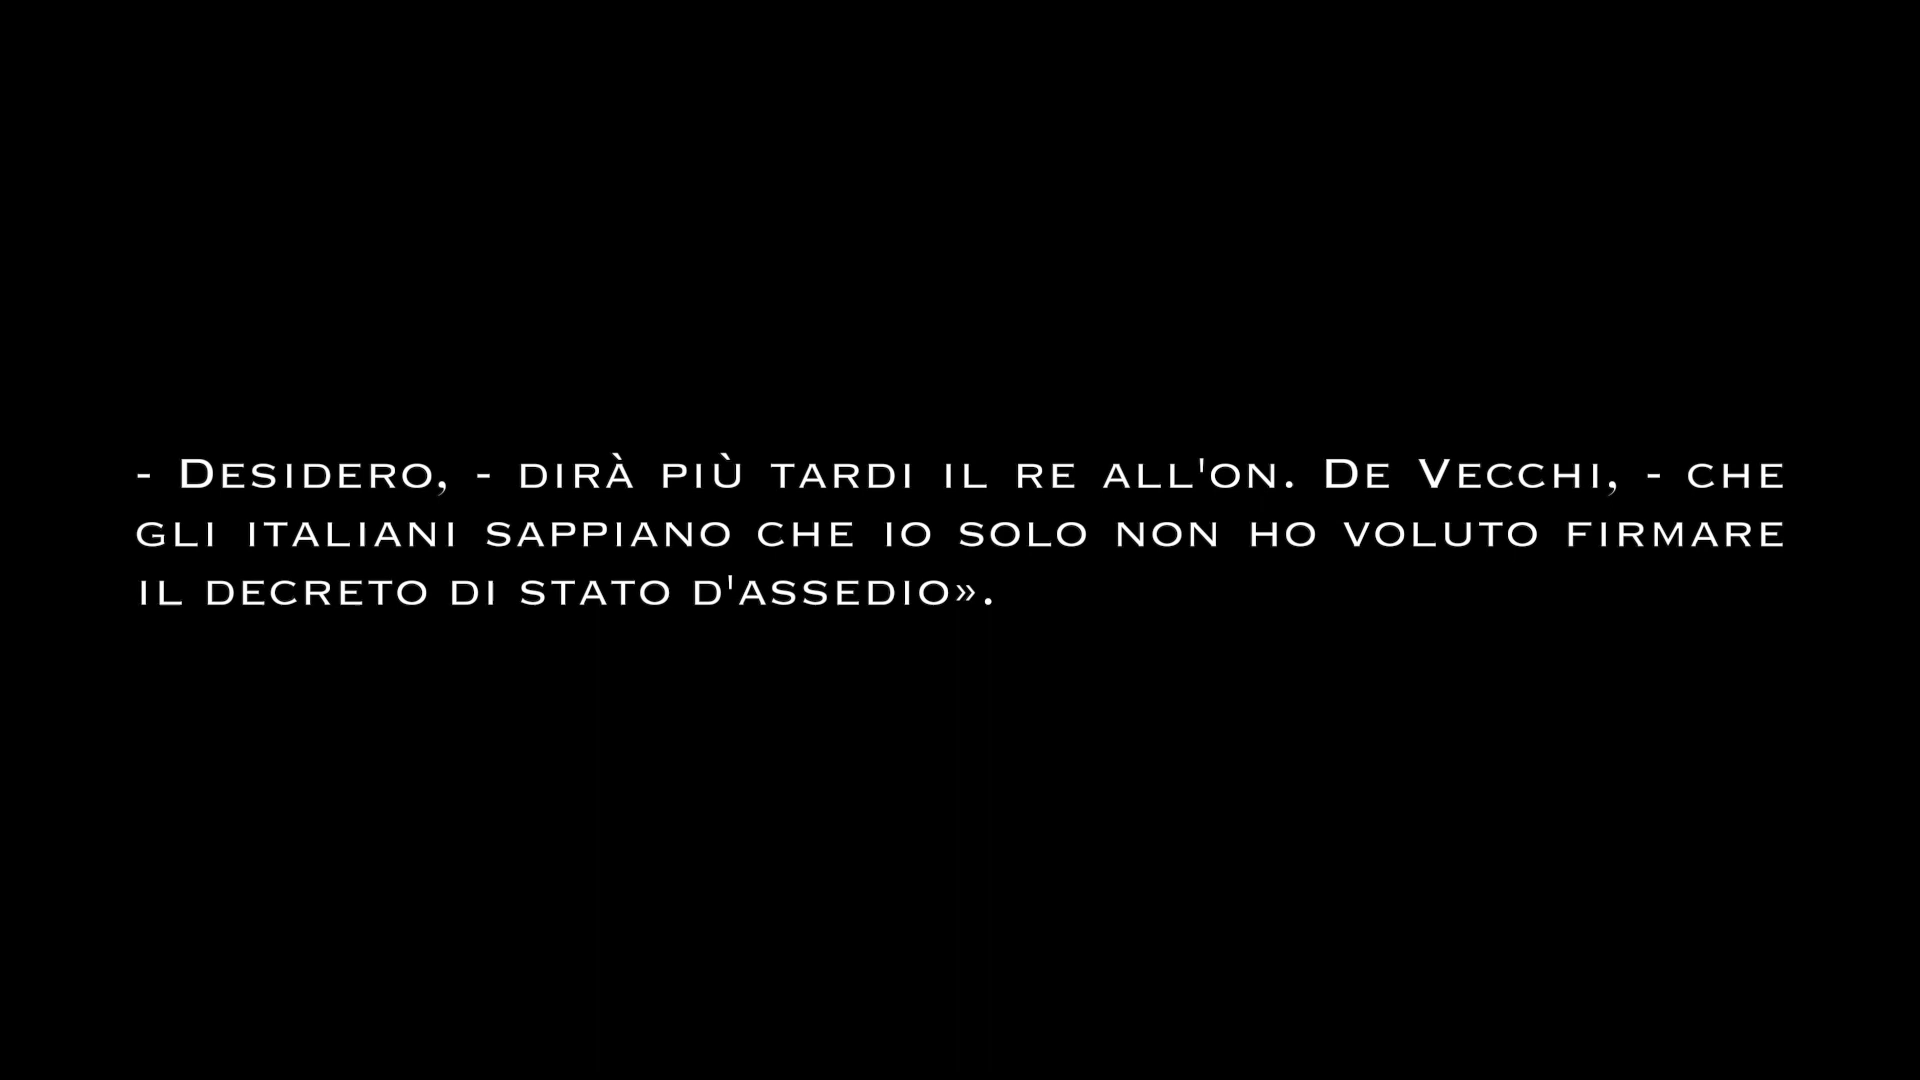 - Desidero, - dirà più tardi il re all'on. De Vecchi, - che
gli italiani sappiano che io solo non ho voluto firmare
il decreto di stato d'assedio».